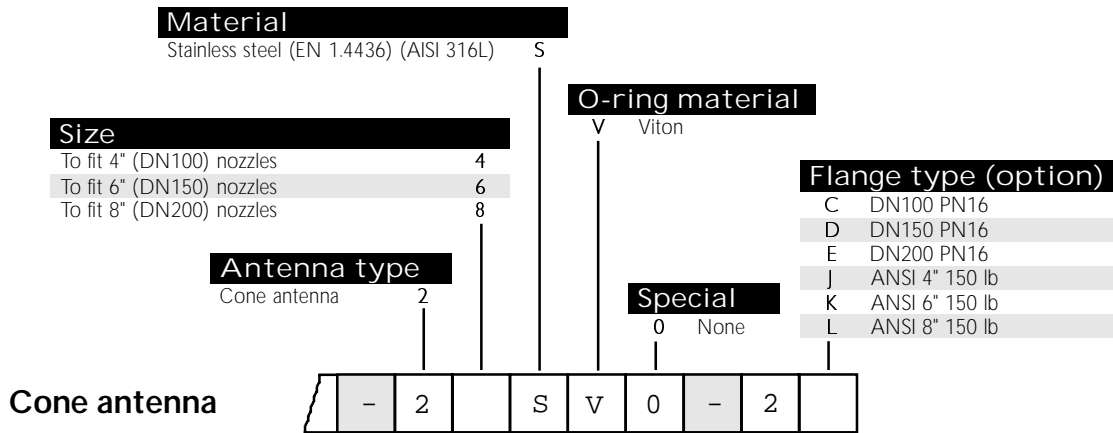 Material
Stainless steel (EN 1.4436) (AISI 316L) S
O-ring material
V Viton
Size
To fit 4" (DN100) nozzles 4
To fit 6" (DN150) nozzles 6
To fit 8" (DN200) nozzles 8
Flange type (option)
C DN100 PN16
D DN150 PN16
E DN200 PN16
J ANSI 4" 150 lb
K ANSI 6" 150 lb
L ANSI 8" 150 lb
Antenna type
Cone antenna 2
Special
0 None
Cone antenna - 2 S V 0 - 2